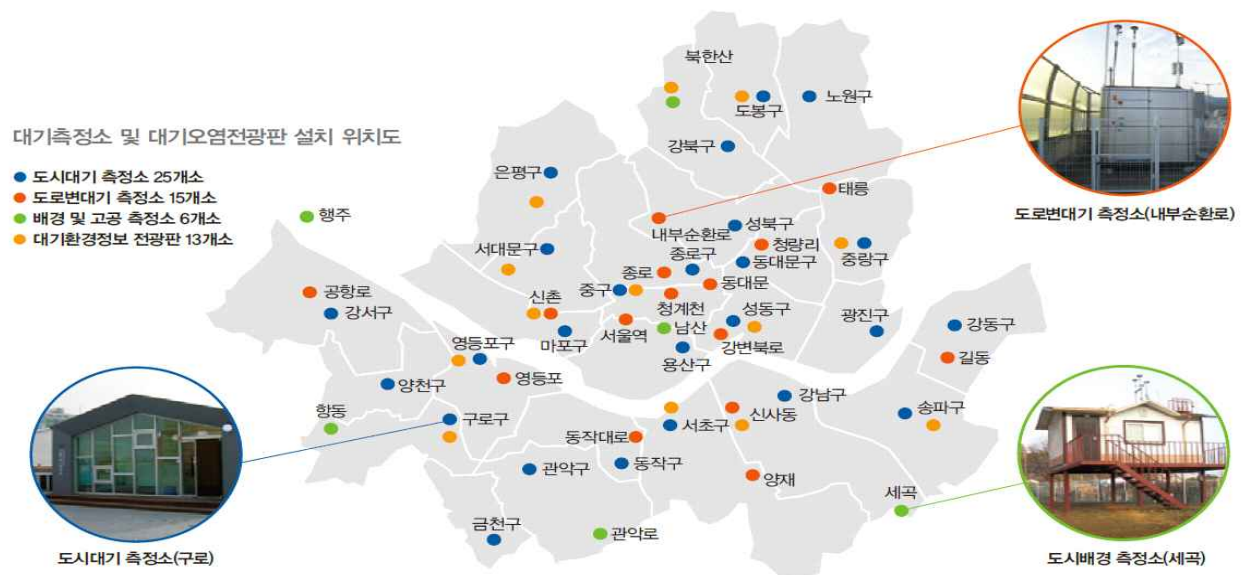 대기측정소 및 대기오염전광판 설치 위치도
도시대기 측정소 25개소
도로변대기 측정소 15개소
배경 및 고공 측정소 6개소
대기환경정보 전광판 13개소
북한산
도봉구
노원구
강북구
은평구
태릉
행주
내부순환로
성북구
청량리
서대문구
종로구
동대문구
중랑구
종로
동대문
공항로
중구
청계천
강서구
신촌
성동구
광진구
강동구
마포구
서울역
남산
강변북로
용산구
길동
영등포구
영등포
양천구
강남구
송파구
항동
구로구
서초구
신사동
동작대로
관악구
동작구
양재
세곡
금천구
관악로
도로변대기 측정소(내부순환로)
도시대기 측정소(구로)
도시배경 측정소(세곡)